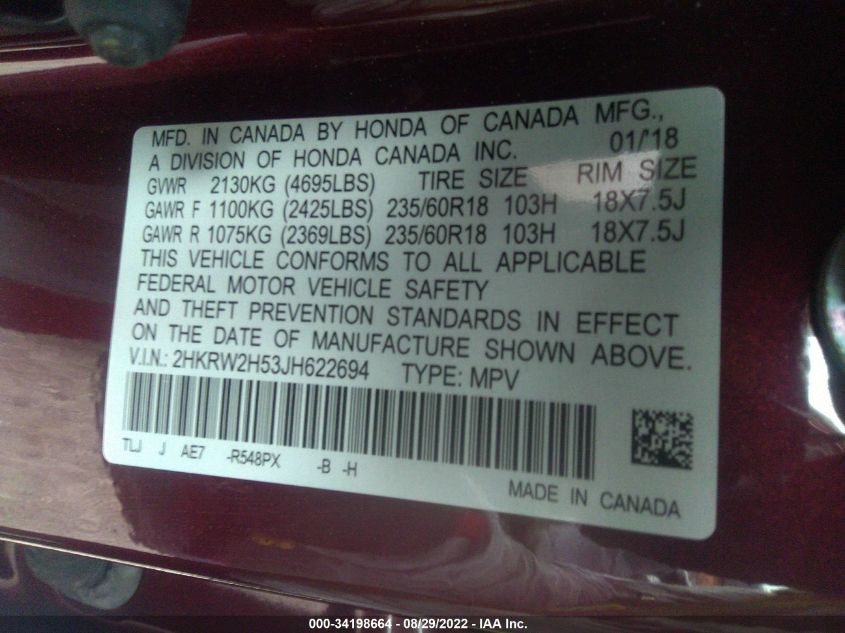 MFD. IN CANADA BY HONDA OF CANADA MFG.,
A DIVISION OF HONDA CANADA INC. 01/'18
GVWR 2130KG (4695LBS) TIRE SIZE RIM SIZE
GAWR F 1100KG (2425LBS) 235/60R18 103H 18X7.5J
GAWR R 1075KG (2369LBS) 235/60R18 103H 18X7.5J
THIS VEHICLE CONFORMS TO ALL APPLICABLE
FEDERAL MOTOR VEHICLE SAFETY
AND THEFT PREVENTION STANDARDS IN EFFECT
ON THE DATE OF MANUFACTURE SHOWN ABOVE.
V.I.N.: 2HKRW2H53JH622694 TYPE: MPV
TLJ J AE7 -R548PX -B -H
MADE IN CANADA
000-34198664 - 08/29/2022 - IAA Inc.